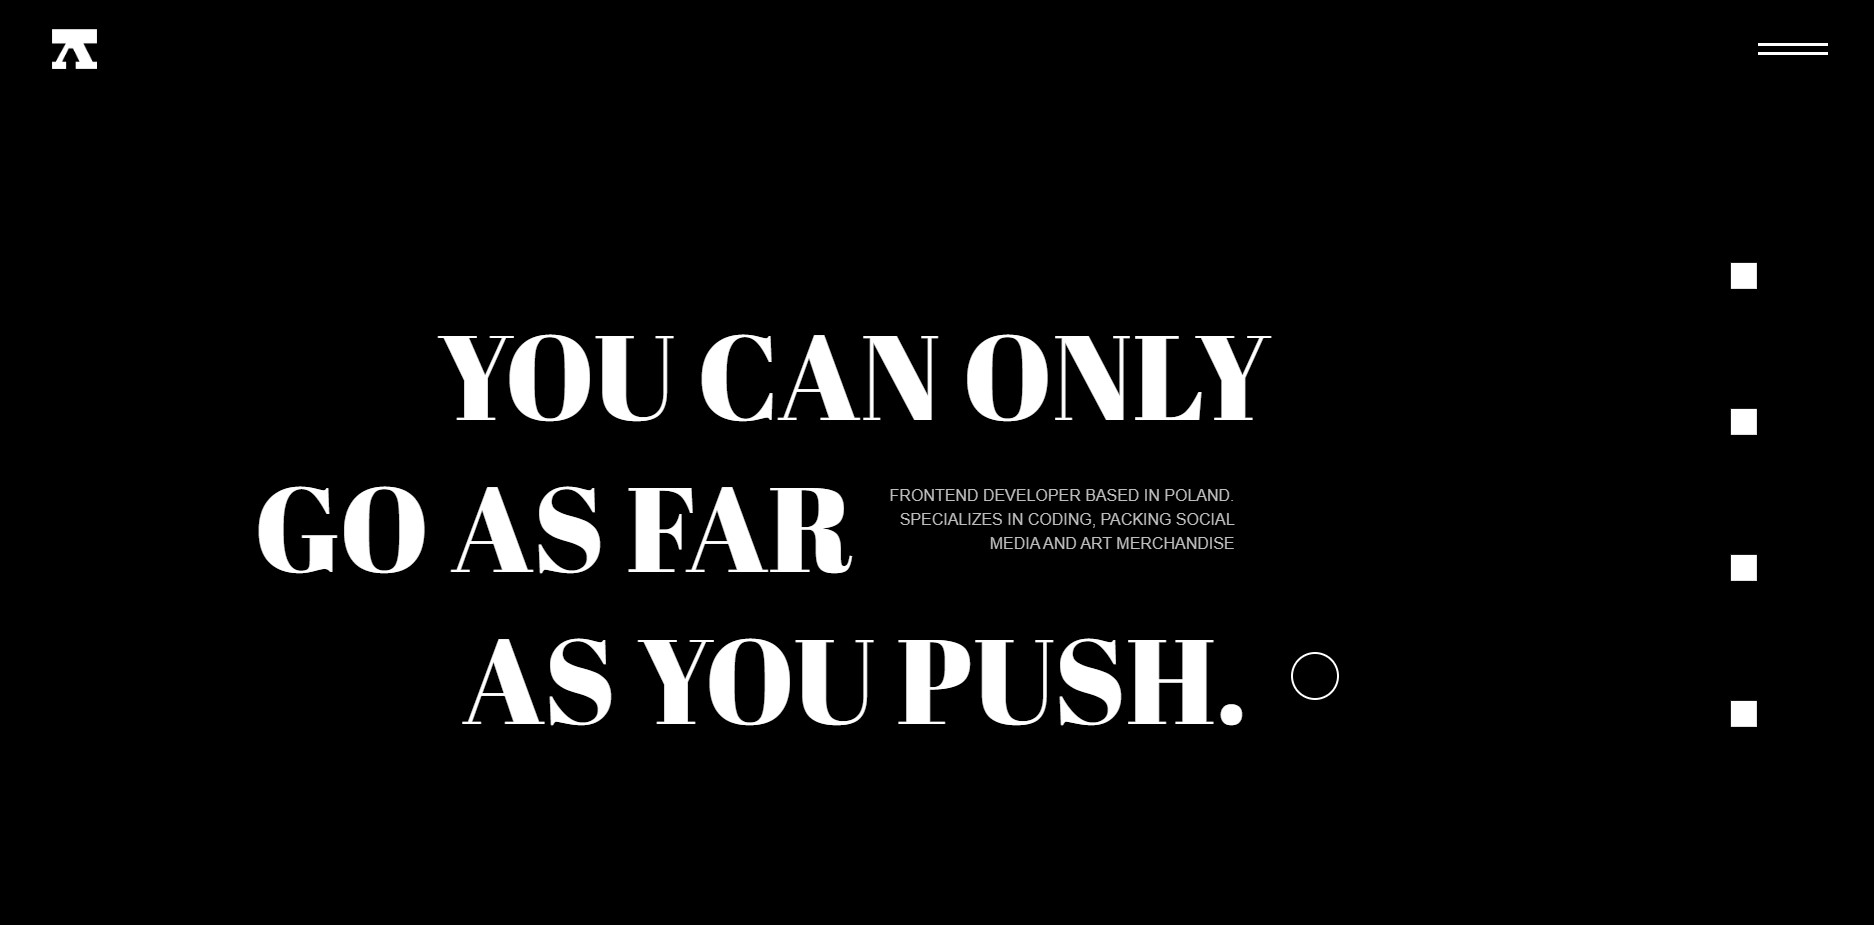 YOU CAN ONLY
GO AS FAR
FRONTEND DEVELOPER BASED IN POLAND.
SPECIALIZES IN CODING, PACKING SOCIAL
MEDIA AND ART MERCHANDISE
AS YOU PUSH.